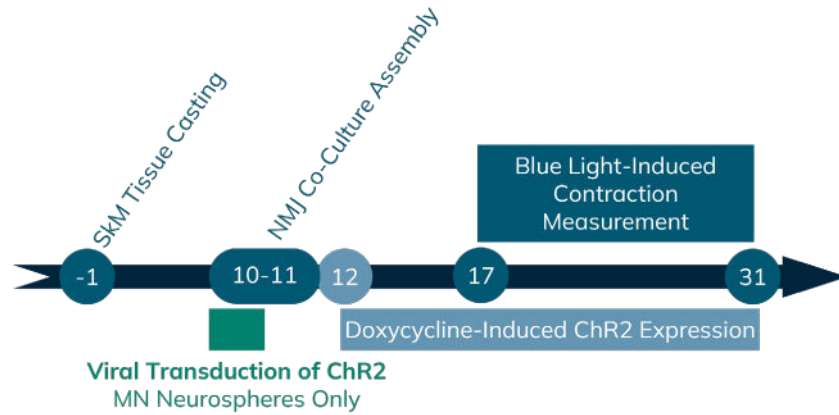 SkM Tissue Casting
NMJ Co-Culture Assembly
Blue Light-Induced
Contraction
Measurement
-1
10-11
12
17
31
Doxycycline-Induced ChR2 Expression
Viral Transduction of ChR2
MN Neurospheres Only